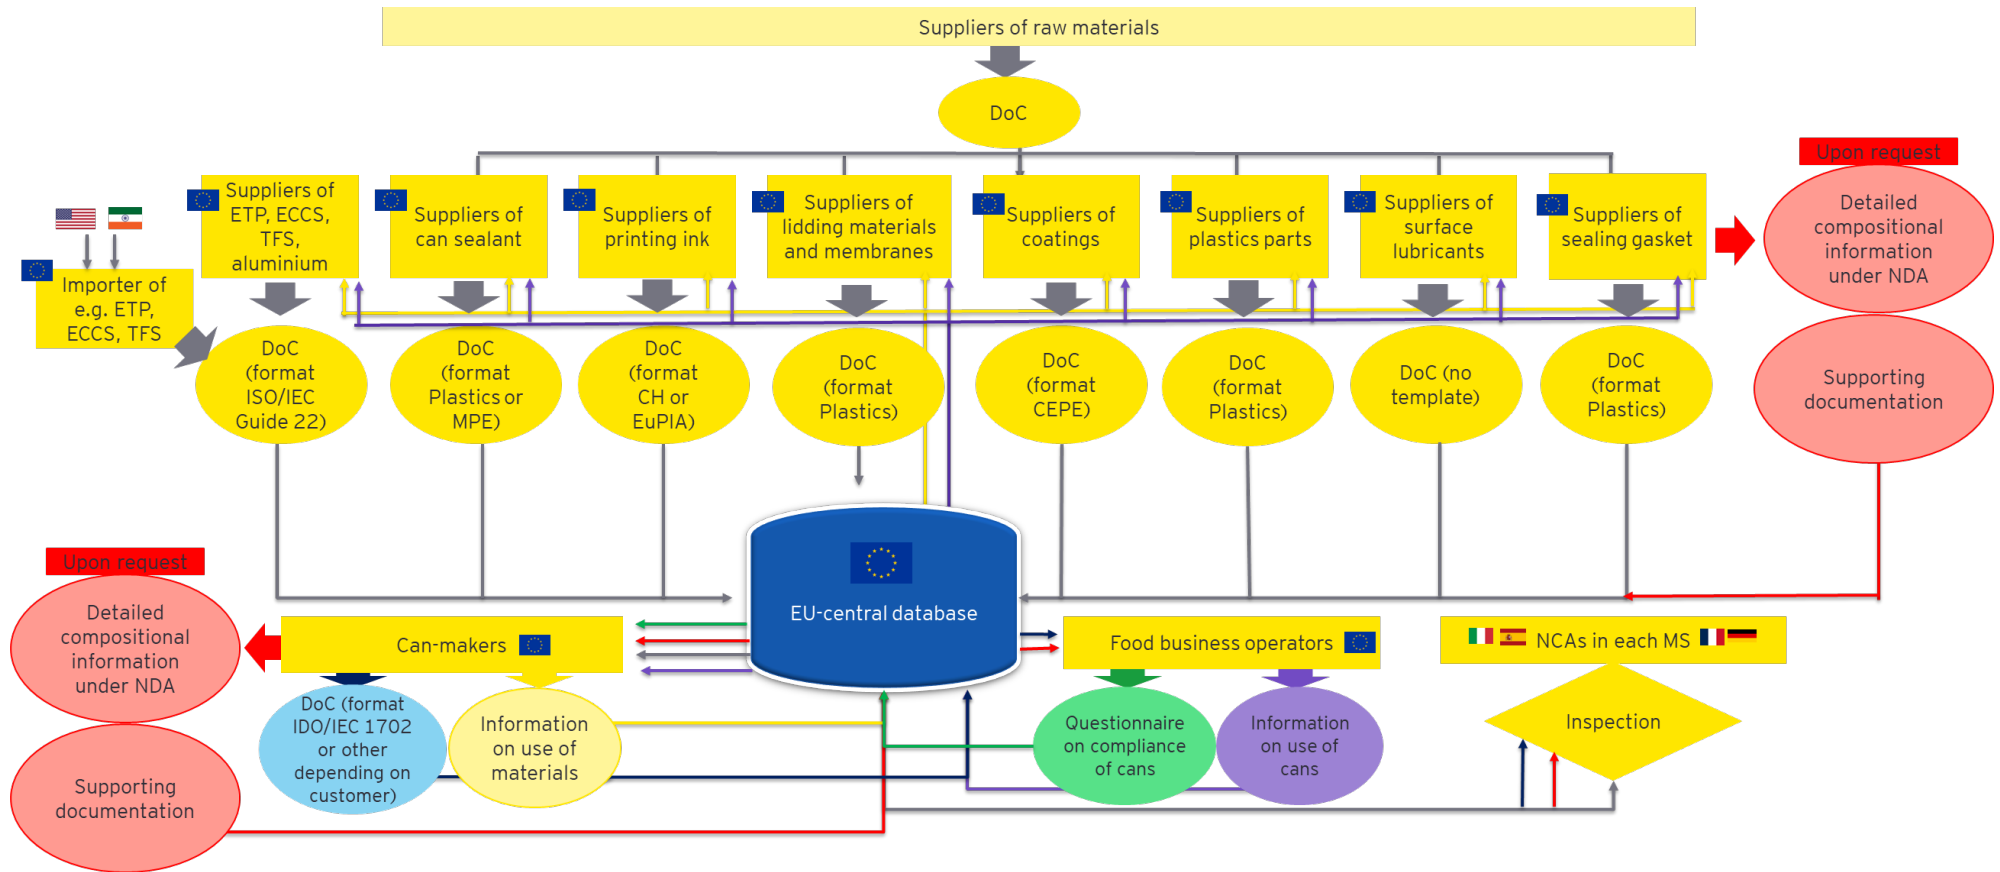 Suppliers of raw materials
DoC
Upon request
Detailed
compositional
information
under NDA
Supporting
documentation
Suppliers of
ETP, ECCS,
TFS,
aluminium
Suppliers of
can sealant
Suppliers of
printing ink
Suppliers of
lidding materials
and membranes
Suppliers of
coatings
Suppliers of
plastics parts
Suppliers of
surface
lubricants
Suppliers of
sealing gasket
Importer of
e.g. ETP,
ECCS, TFS
DoC
(format
ISO/IEC
Guide 22)
DoC
(format
Plastics or
MPE)
DoC
(format
CH or
EuPIA)
DoC
(format
Plastics)
DoC
(format
CEPE)
DoC
(format
Plastics)
DoC (no
template)
DoC
(format
Plastics)
EU-central database
Upon request
Detailed
compositional
information
under NDA
Supporting
documentation
Can-makers
DoC (format
IDO/IEC 1702
or other
depending on
customer)
Information
on use of
materials
Food business operators
Questionnaire
on compliance
of cans
Information
on use of
cans
NCAs in each MS
Inspection